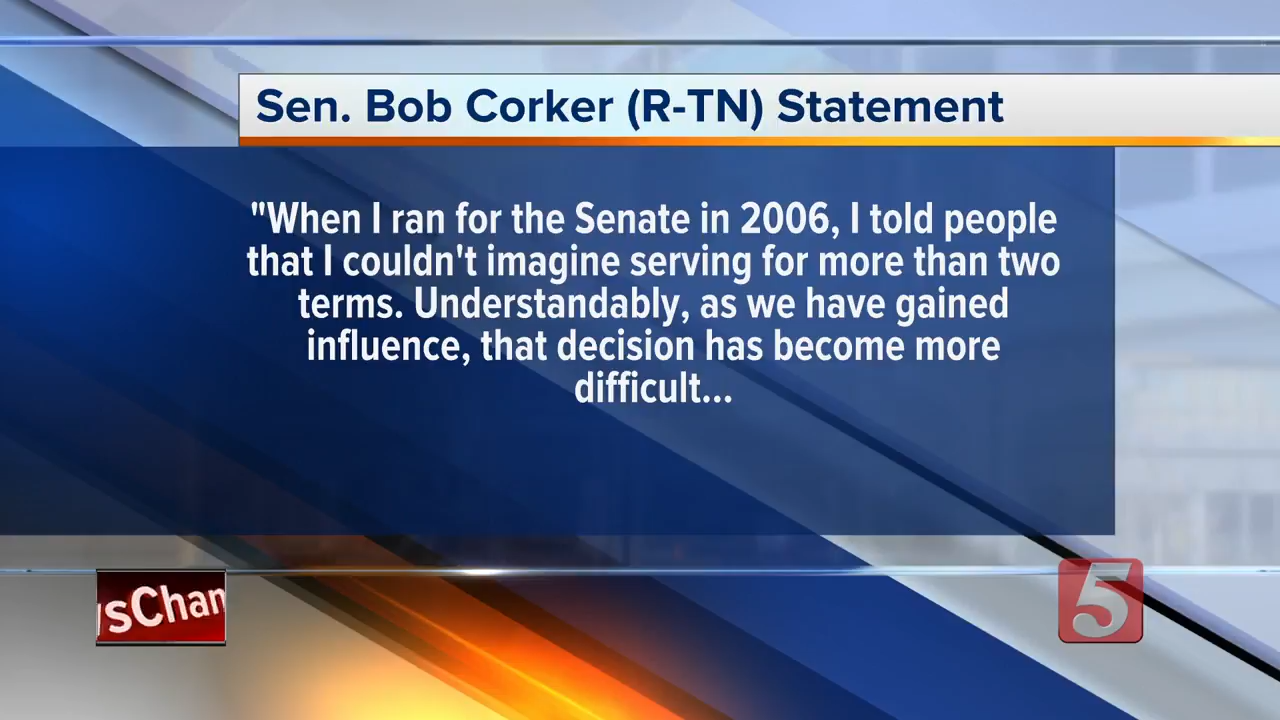 Sen. Bob Corker (R-TN) Statement
"When I ran for the Senate in 2006, I told people
that I couldn't imagine serving for more than two
terms. Understandably, as we have gained
influence, that decision has become more
difficult...
sChan
5